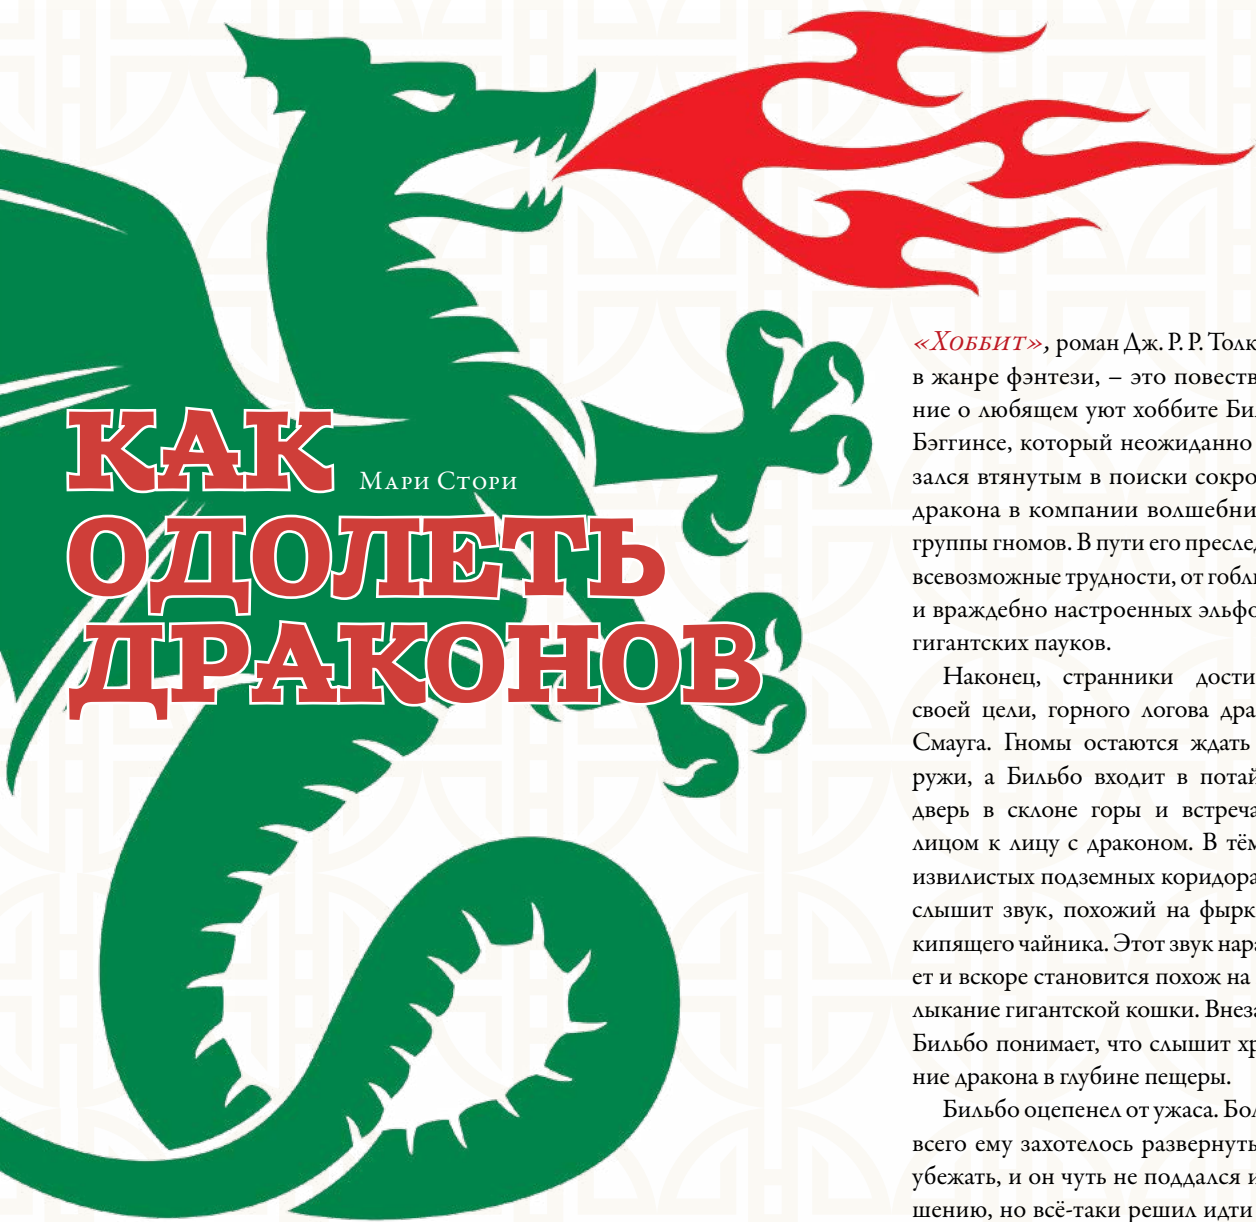 КАК
Мари Стори
ОДОЛЕТЬ
ДРАКОНОВ
«Хоббит», роман Дж. Р. Р. Толк
в жанре фэнтези, – это повеств
ние о любящем уют хоббите Би
Бэггинсе, который неожиданно
зался втянутым в поиски сокро
дракона в компании волшебни
группы гномов. В пути его преслед
всевозможные трудности, от гобл
и враждебно настроенных эльфо
гигантских пауков.
Наконец, странники дости
своей цели, горного логова дра
Смауга. Гномы остаются ждать
ружи, а Бильбо входит в потай
дверь в склоне горы и встреча
лицом к лицу с драконом. В тём
извилистых подземных коридора
слышит звук, похожий на фырк
кипящего чайника. Этот звук нара
ет и вскоре становится похож на
лыкание гигантской кошки. Внеза
Бильбо понимает, что слышит хр
ние дракона в глубине пещеры.
Бильбо оцепенел от ужаса. Бол
всего ему захотелось развернуть
убежать, и он чуть не поддался и
шению, но всё-таки решил идти